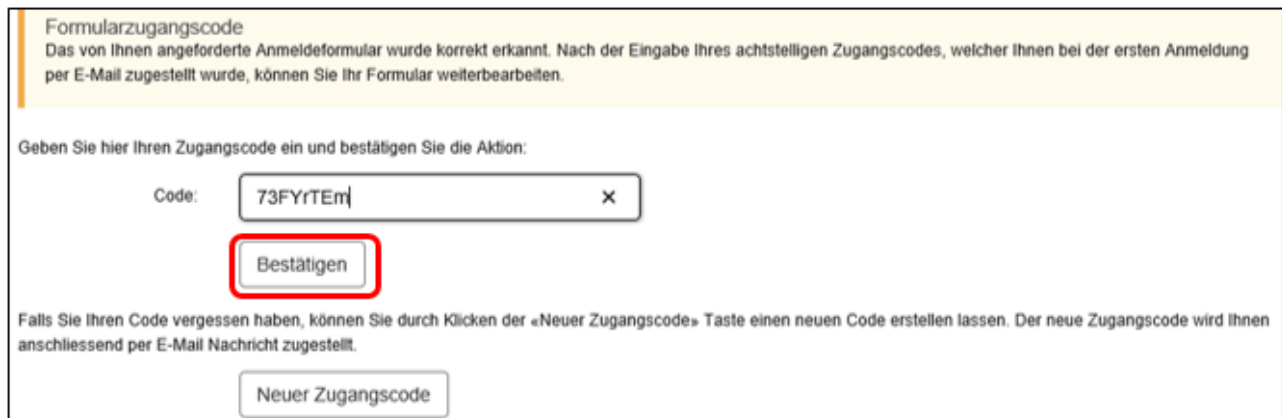 Formularzugangscode
Das von Ihnen angeforderte Anmeldeformular wurde korrekt erkannt. Nach der Eingabe Ihres achtstelligen Zugangscodes, welcher Ihnen bei der ersten Anmeldung
per E-Mail zugestellt wurde, können Sie Ihr Formular weiterbearbeiten.
Geben Sie hier Ihren Zugangscode ein und bestätigen Sie die Aktion:
Code: 73FYrTEm ×
Bestätigen
Falls Sie Ihren Code vergessen haben, können Sie durch Klicken der «Neuer Zugangscode» Taste einen neuen Code erstellen lassen. Der neue Zugangscode wird Ihnen
anschliessend per E-Mail Nachricht zugestellt.
Neuer Zugangscode